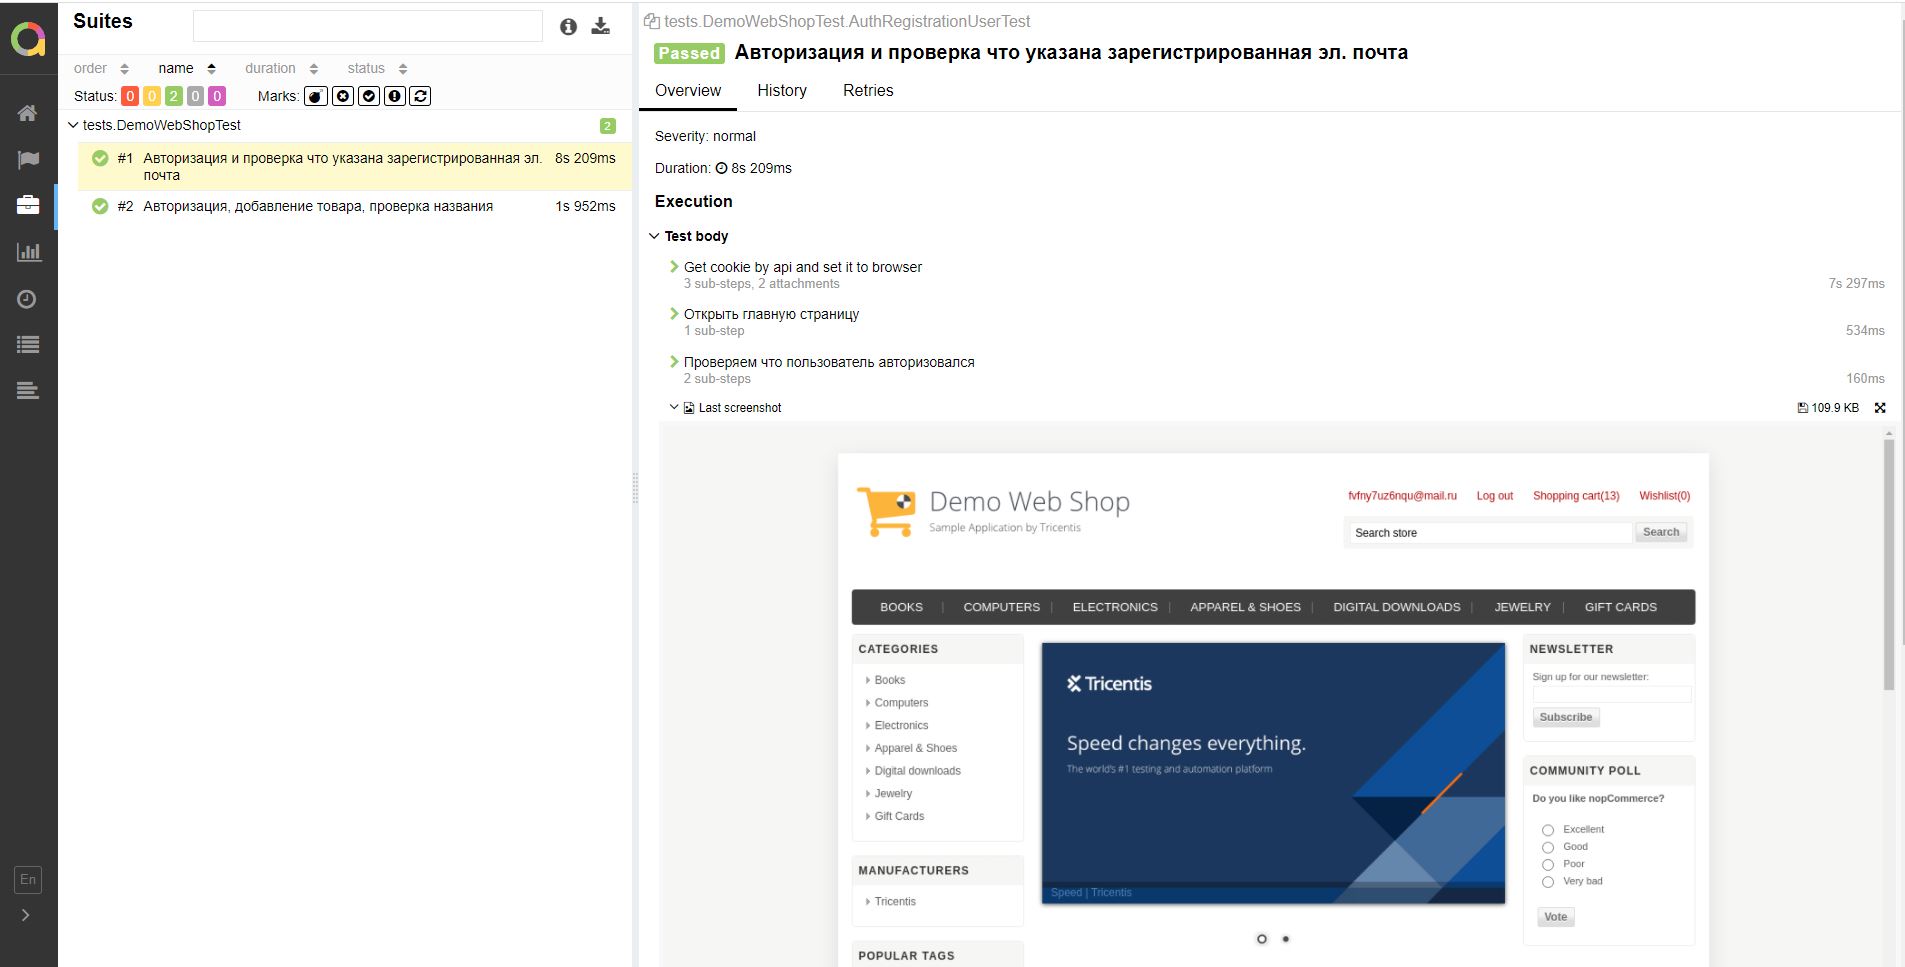 Suites
order name duration status
Status: 0 0 2 0 0 Marks:
tests.DemoWebShopTest 2
#1 Авторизация и проверка что указана зарегистрированная эл. 8s 209ms
почта
#2 Авторизация, добавление товара, проверка названия 1s 952ms
En
tests.DemoWebShopTest.AuthRegistrationUserTest
Passed Авторизация и проверка что указана зарегистрированная эл. почта
Overview History Retries
Severity: normal
Duration: 8s 209ms
Execution
Test body
Get cookie by api and set it to browser
3 sub-steps, 2 attachments 7s 297ms
Открыть главную страницу
1 sub-step 534ms
Проверяем что пользователь авторизовался
2 sub-steps 160ms
Last screenshot 109.9 KB
Demo Web Shop
Sample Application by Tricentis
fvfny7uz6nqu@mail.ru Log out Shopping cart(13) Wishlist(0)
Search store Search
BOOKS COMPUTERS ELECTRONICS APPAREL & SHOES DIGITAL DOWNLOADS JEWELRY GIFT CARDS
CATEGORIES
Books
Computers
Electronics
Apparel & Shoes
Digital downloads
Jewelry
Gift Cards
MANUFACTURERS
Tricentis
POPULAR TAGS
Tricentis
Speed changes everything.
The world's #1 testing and automation platform
Speed | Tricentis
NEWSLETTER
Sign up for our newsletter:
Subscribe
COMMUNITY POLL
Do you like nopCommerce?
Excellent
Good
Poor
Very bad
Vote